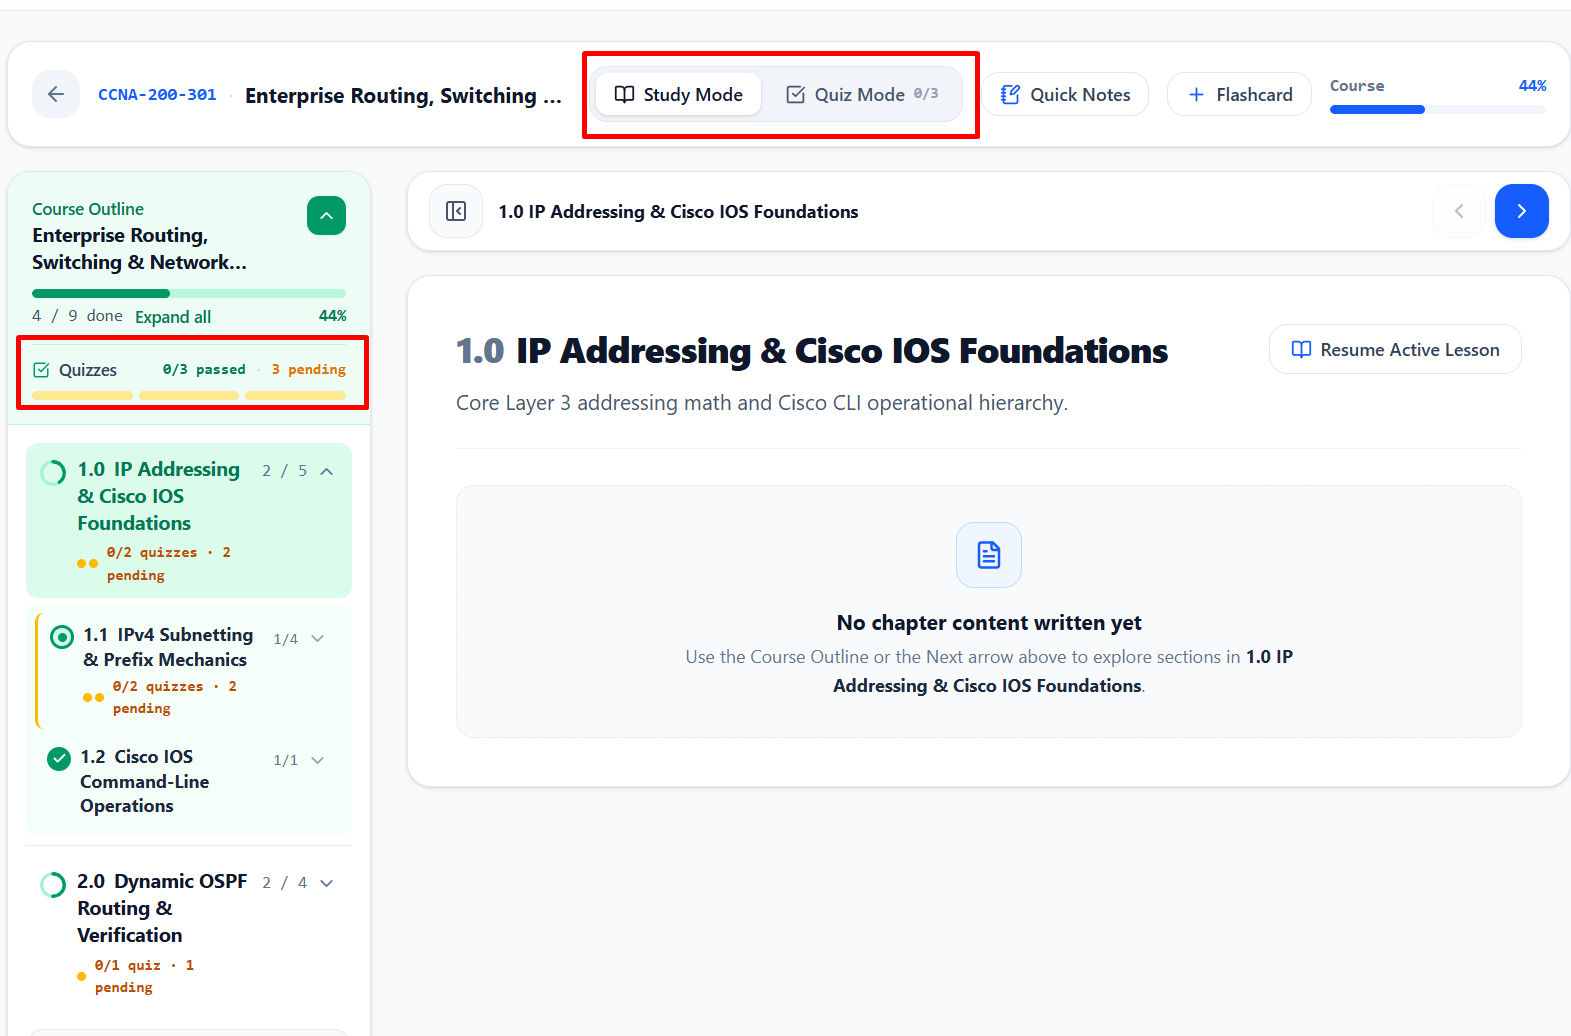 CCNA-200-301 · Enterprise Routing, Switching ...
Study Mode
Quiz Mode 0/3
Quick Notes
Flashcard
Course 44%
Course Outline
Enterprise Routing,
Switching & Network...
4 / 9 done Expand all 44%
Quizzes 0/3 passed · 3 pending
1.0 IP Addressing 2 / 5
& Cisco IOS
Foundations
0/2 quizzes · 2
pending
1.1 IPv4 Subnetting 1/4
& Prefix Mechanics
0/2 quizzes · 2
pending
1.2 Cisco IOS 1/1
Command-Line
Operations
2.0 Dynamic OSPF 2 / 4
Routing &
Verification
0/1 quiz · 1
pending
1.0 IP Addressing & Cisco IOS Foundations
1.0 IP Addressing & Cisco IOS Foundations
Resume Active Lesson
Core Layer 3 addressing math and Cisco CLI operational hierarchy.
No chapter content written yet
Use the Course Outline or the Next arrow above to explore sections in 1.0 IP
Addressing & Cisco IOS Foundations.